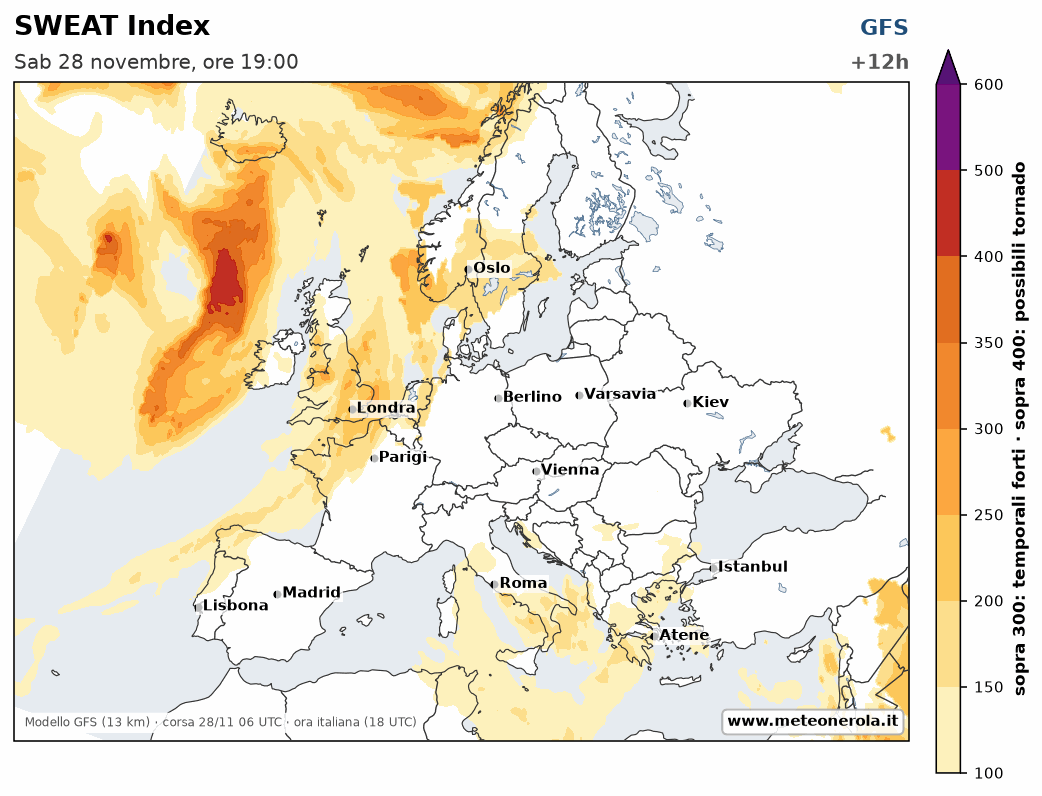 SWEAT Index
GFS
Sab 28 novembre, ore 19:00
+12h
Oslo
Berlino
Varsavia
Kiev
Londra
Parigi
Vienna
Istanbul
Roma
Madrid
Lisbona
Atene
Modello GFS (13 km) · corsa 28/11 06 UTC · ora italiana (18 UTC)
www.meteonerola.it
600
500
400
350
300
250
200
150
100
sopra 300: temporali forti · sopra 400: possibili tornado